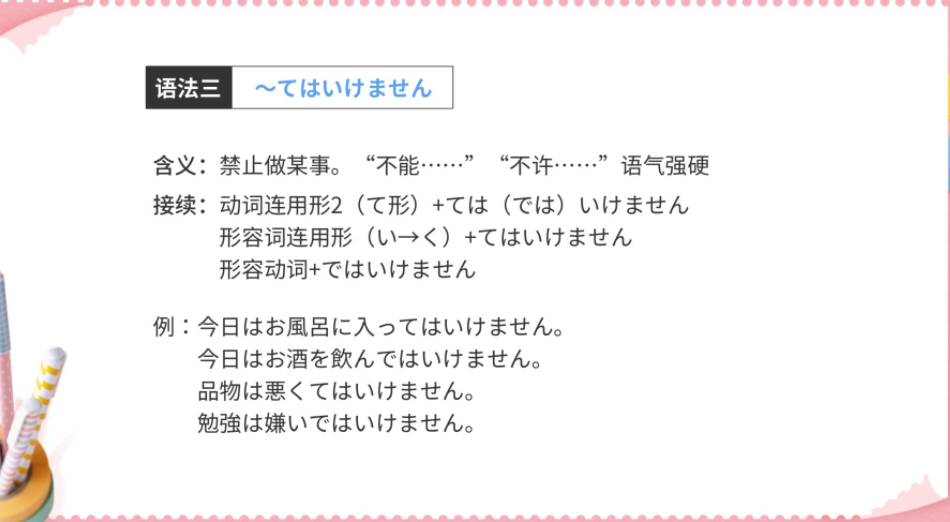 语法三 ～てはいけません
含义：禁止做某事。“不能……”“不许……”语气强硬
接续：动词连用形2（て形）+ては（では）いけません
形容词连用形（い→く）+てはいけません
形容动词+ではいけません
例：今日はお風呂に入ってはいけません。
今日はお酒を飲んではいけません。
品物は悪くてはいけません。
勉強は嫌いではいけません。